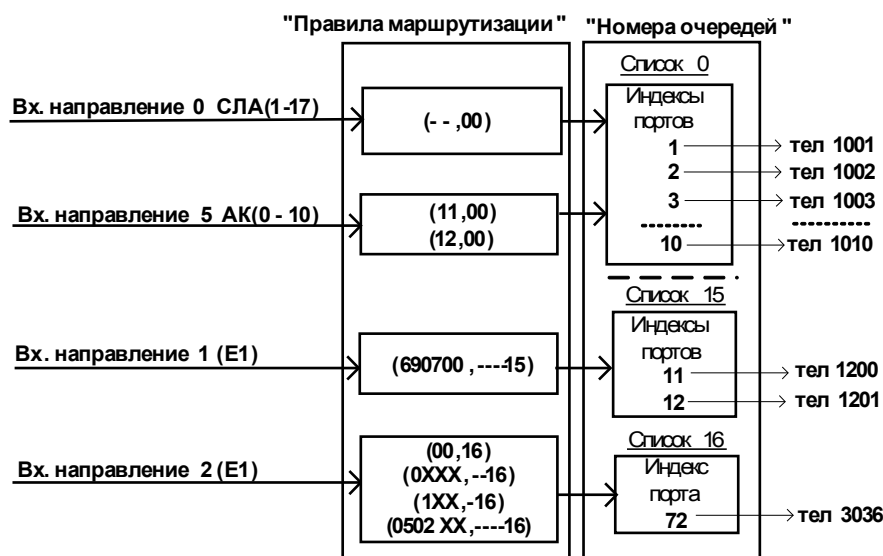 "Правила маршрутизации" "Номера очередей "
Список 0
Вх. направление 0 СЛА(1-17)
(- - ,00)
Индексы
портов
1 тел 1001
2 тел 1002
3 тел 1003
10 тел 1010
Вх. направление 5 АК(0 - 10)
(11,00)
(12,00)
Список 15
Вх. направление 1 (Е1)
(690700 ,----15)
Индексы
портов
11 тел 1200
12 тел 1201
Список 16
Вх. направление 2 (Е1)
(00,16)
(0ХХХ, --16)
(1ХХ,-16)
(0502 ХХ,----16)
Индекс
порта
72 тел 3036